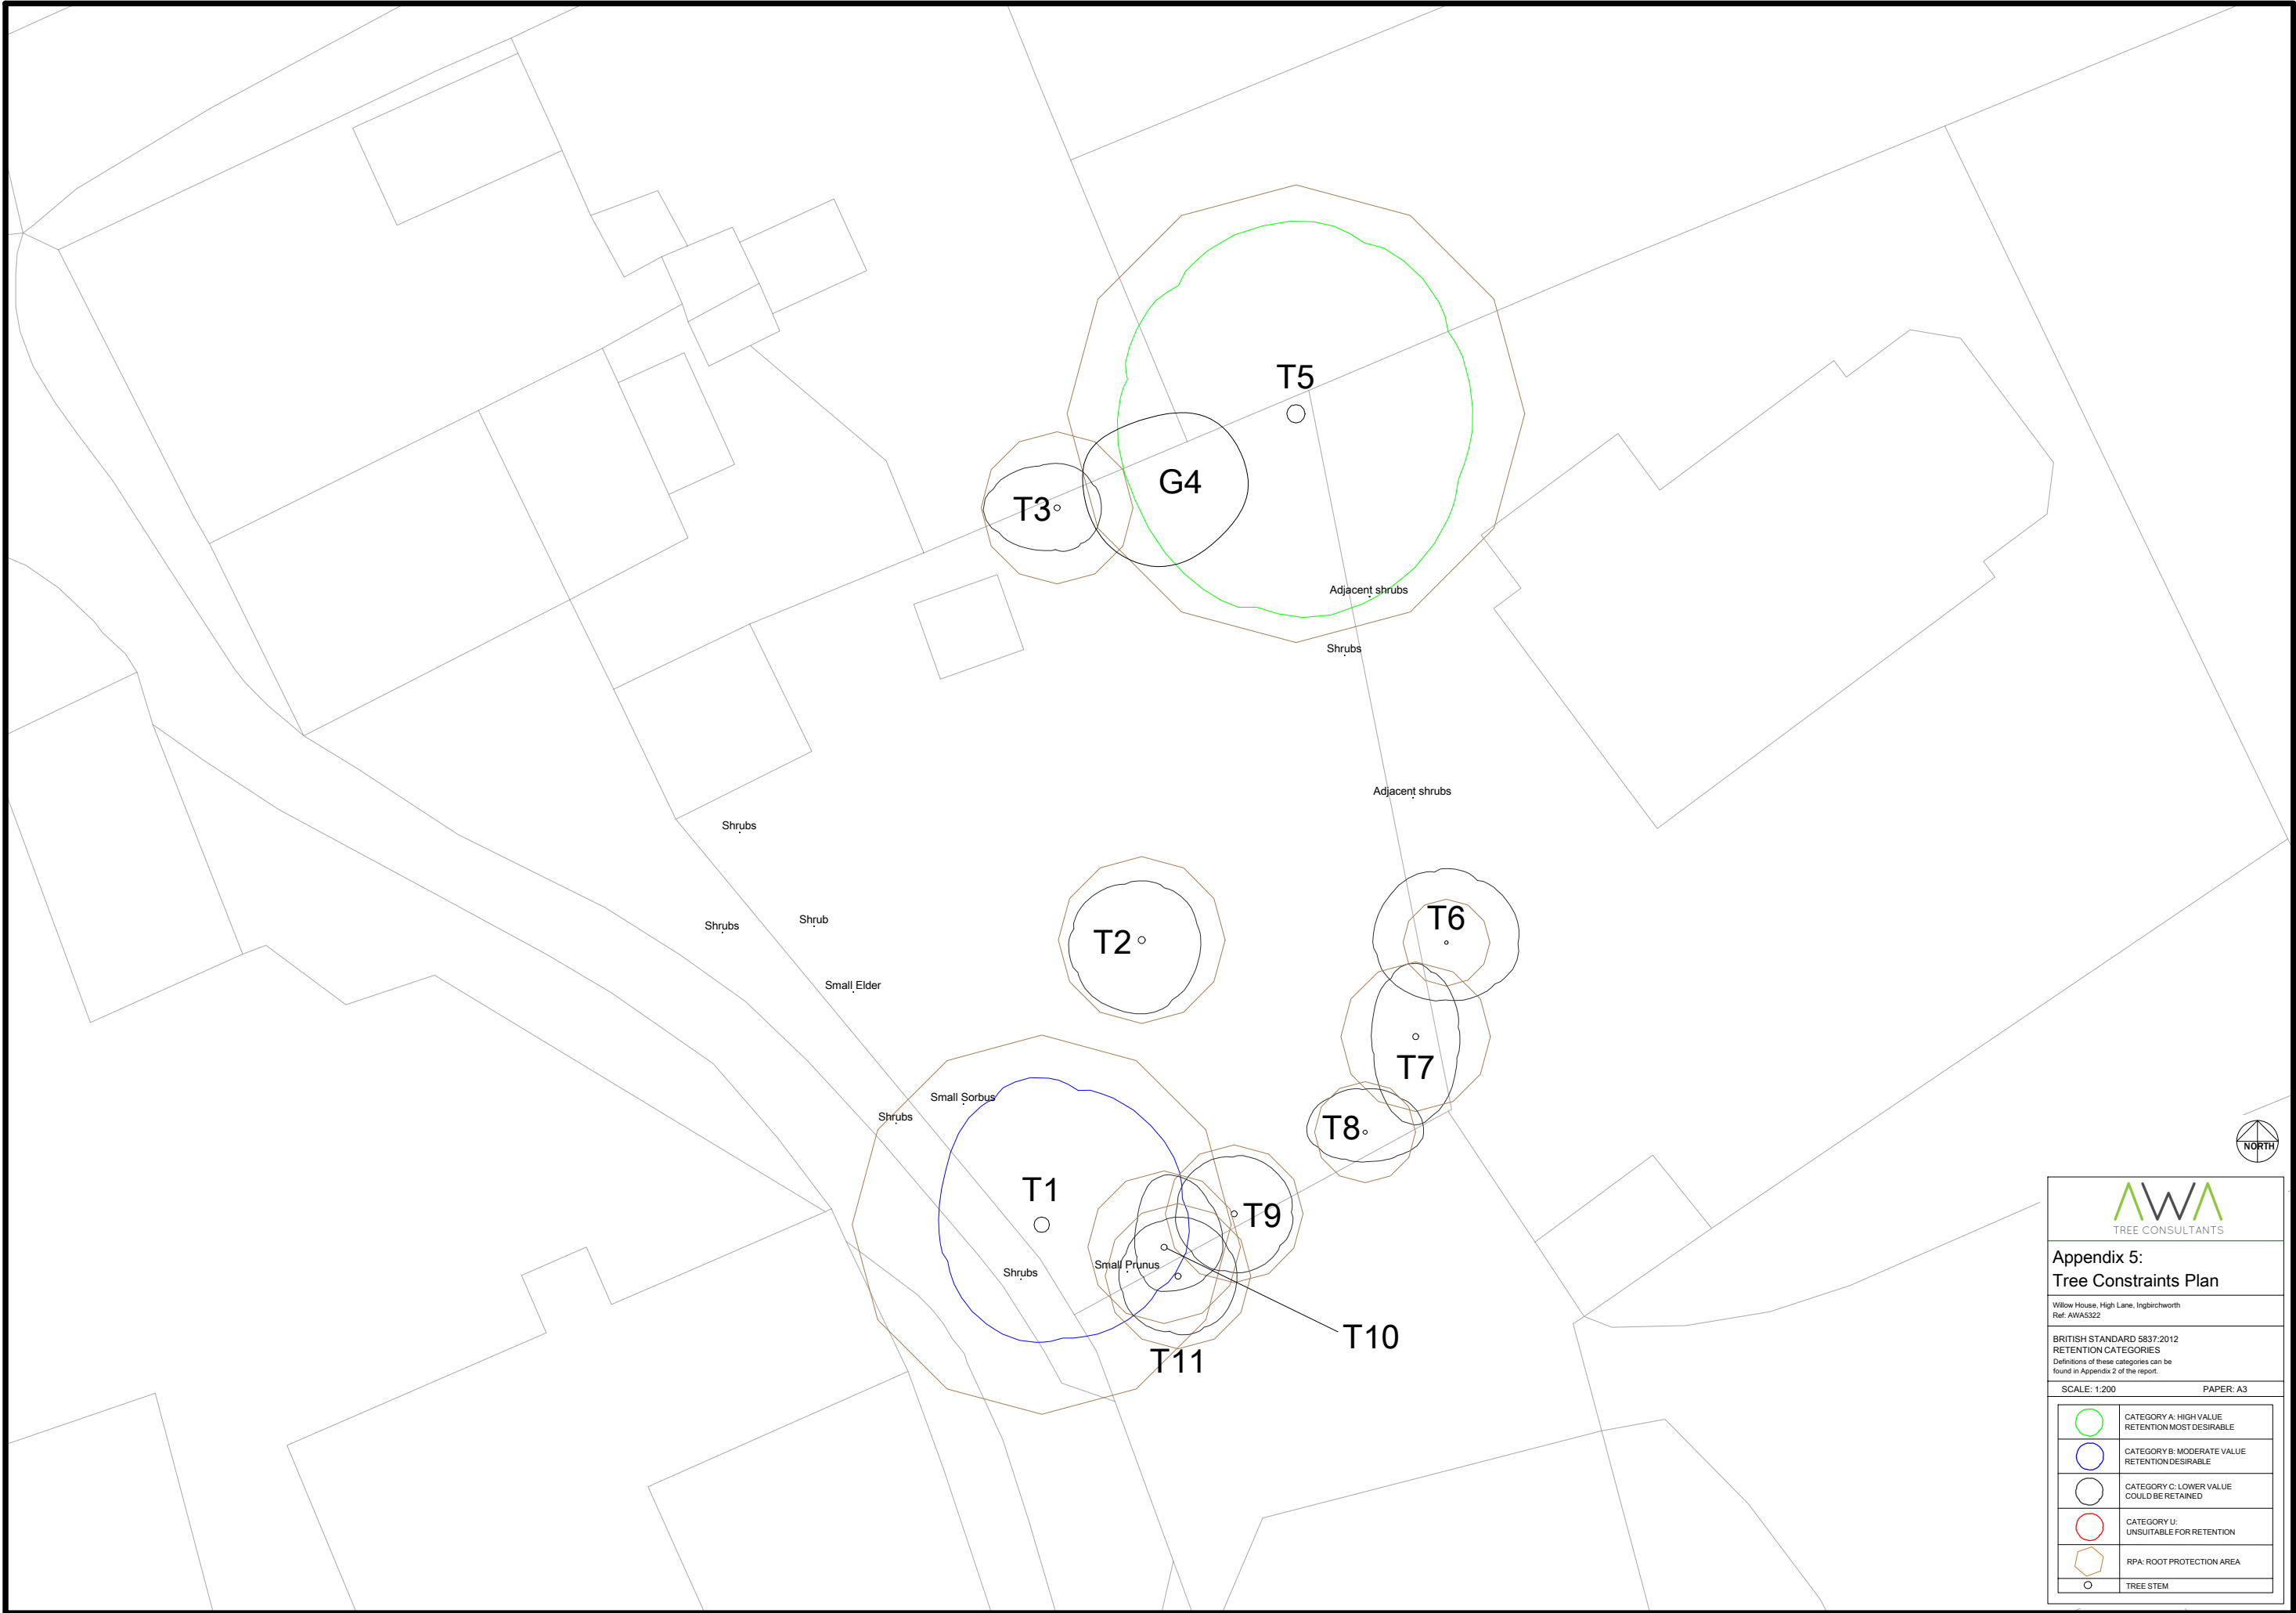 T5
G4
T3
Adjacent shrubs
Shrubs
Adjacent shrubs
Shrubs
Shrubs
Shrub
T2
T6
Small Elder
T7
Small Sorbus
Shrubs
T8
T1
T9
Small Prunus
Shrubs
T10
T11
NORTH
AWA
TREE CONSULTANTS
Appendix 5:
Tree Constraints Plan
Willow House, High Lane, Ingbirchworth
Ref: AWA5322
BRITISH STANDARD 5837:2012
RETENTION CATEGORIES
Definitions of these categories can be
found in Appendix 2 of the report.
SCALE: 1:200 PAPER: A3
CATEGORY A: HIGH VALUE
RETENTION MOST DESIRABLE
CATEGORY B: MODERATE VALUE
RETENTION DESIRABLE
CATEGORY C: LOWER VALUE
COULD BE RETAINED
CATEGORY U:
UNSUITABLE FOR RETENTION
RPA: ROOT PROTECTION AREA
TREE STEM